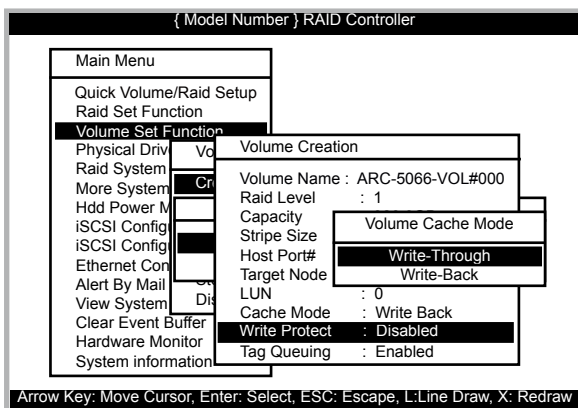 { Model Number } RAID Controller
Main Menu
Quick Volume/Raid Setup
Raid Set Function
Volume Set Function
Physical Driv
Raid System
More System
Hdd Power M
iSCSI Config
iSCSI Config
Ethernet Con
Alert By Mail
View System
Clear Event Buffer
Hardware Monitor
System information
Vo
Cre
Dis
Volume Creation
Volume Name : ARC-5066-VOL#000
Raid Level : 1
Capacity
Stripe Size
Host Port#
Target Node
LUN : 0
Cache Mode : Write Back
Write Protect : Disabled
Tag Queuing : Enabled
Volume Cache Mode
Write-Through
Write-Back
Arrow Key: Move Cursor, Enter: Select, ESC: Escape, L:Line Draw, X: Redraw